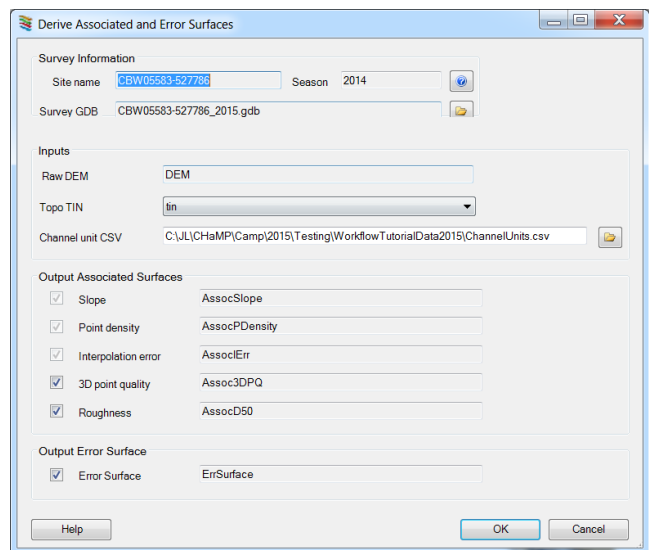 Derive Associated and Error Surfaces
Survey Information
Site name CBW05583-527786 Season 2014
Survey GDB CBW05583-527786_2015.gdb
Inputs
Raw DEM DEM
Topo TIN tin
Channel unit CSV C:\JL\CHaMP\Camp\2015\Testing\WorkflowTutorialData2015\ChannelUnits.csv
Output Associated Surfaces
Slope AssocSlope
Point density AssocPDensity
Interpolation error AssocIErr
3D point quality Assoc3DPQ
Roughness AssocD50
Output Error Surface
Error Surface ErrSurface
Help OK Cancel